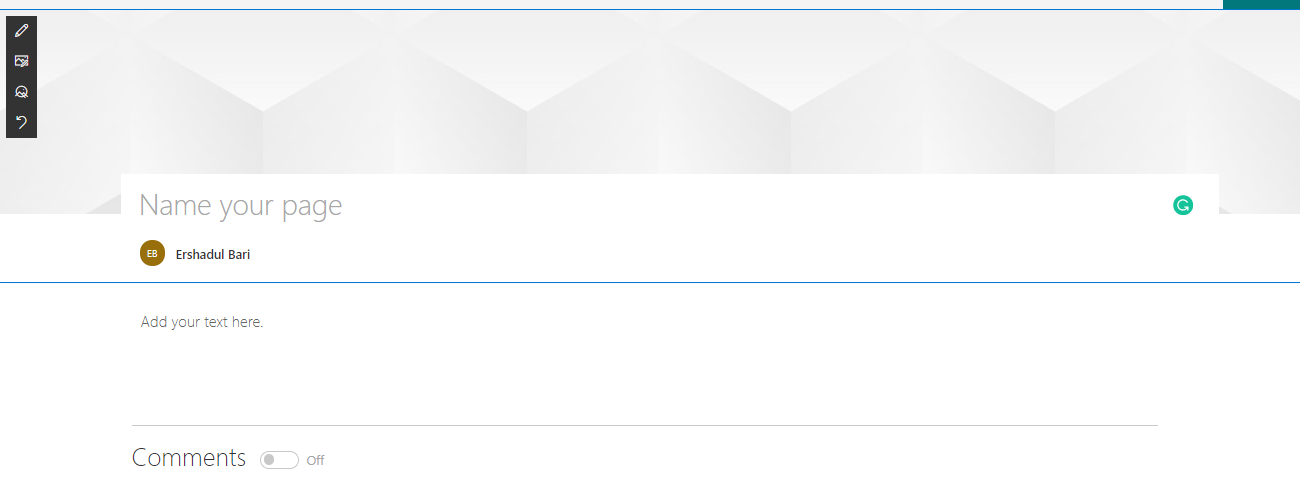 Name your page
EB Ershadul Bari
Add your text here.
Comments Off